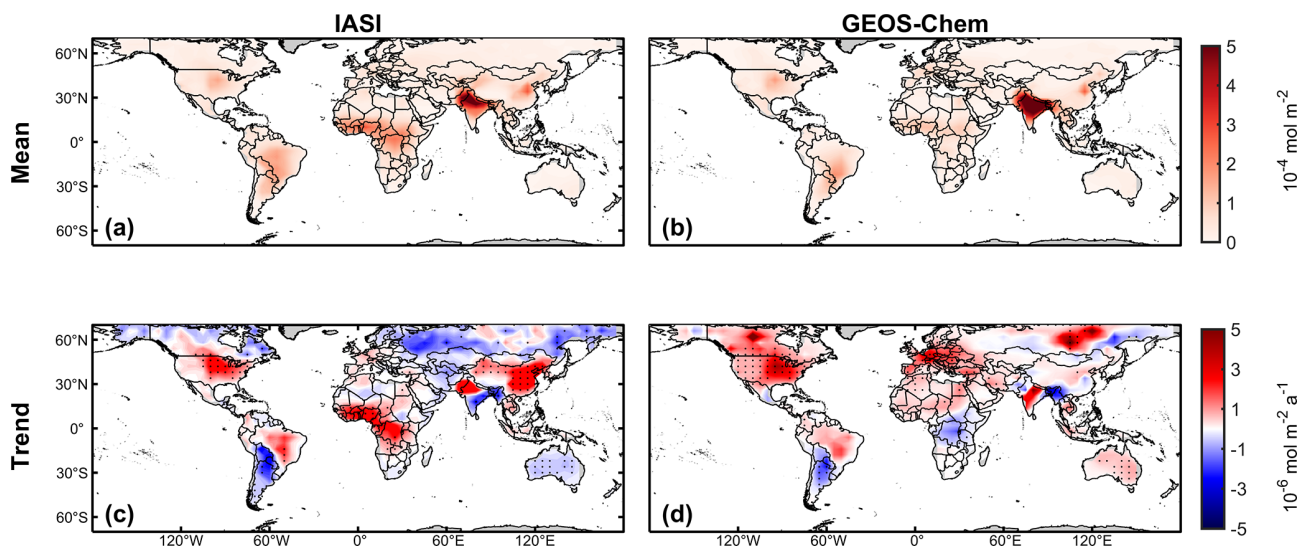 IASI
GEOS-Chem
Mean
60°N
30°N
0°
30°S
60°S
(a)
(b)
5
4
3
2
1
0
10⁻⁴ mol m⁻²
Trend
60°N
30°N
0°
30°S
60°S
(c)
(d)
5
3
1
-1
-3
-5
10⁻⁶ mol m⁻² a⁻¹
120°W 60°W 0° 60°E 120°E
120°W 60°W 0° 60°E 120°E